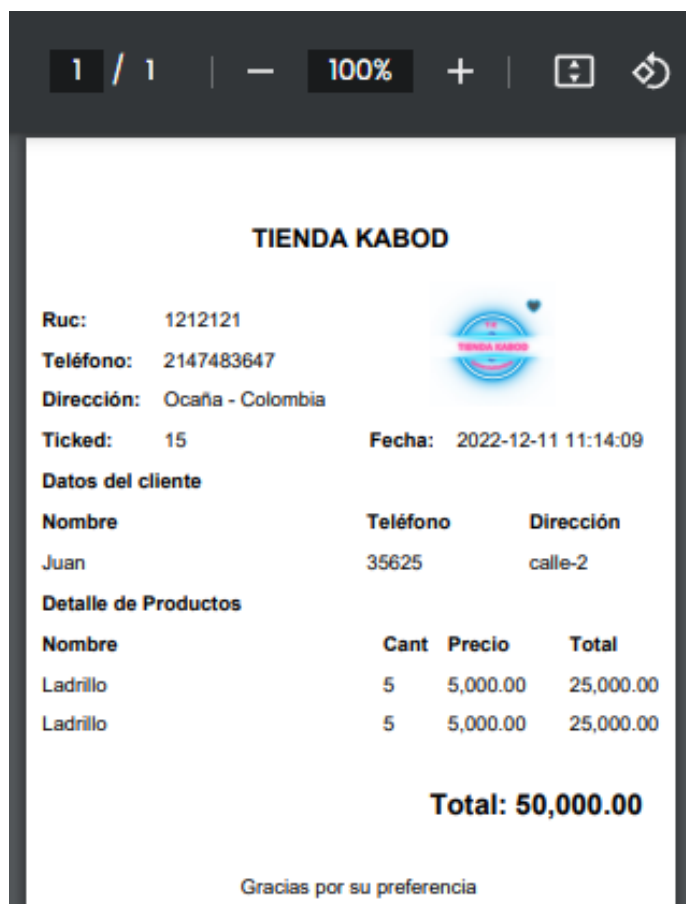 1 / 1 100%
TIENDA KABOD
Ruc: 1212121
TIENDA KABOD
Teléfono: 2147483647
Dirección: Ocaña - Colombia
Ticked: 15 Fecha: 2022-12-11 11:14:09
Datos del cliente
Nombre Teléfono Dirección
Juan 35625 calle-2
Detalle de Productos
Nombre Cant Precio Total
Ladrillo 5 5,000.00 25,000.00
Ladrillo 5 5,000.00 25,000.00
Total: 50,000.00
Gracias por su preferencia